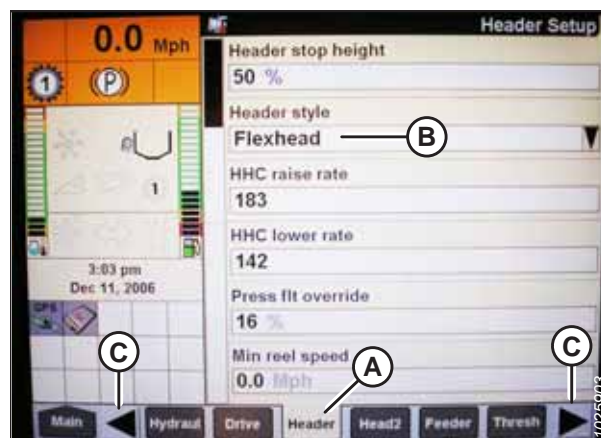 0.0 Mph
Header Setup
1
P
Header stop height
50 %
Header style
Flexhead
B
HHC raise rate
183
1
HHC lower rate
142
3:03 pm
Dec 11, 2006
Press flt override
16 %
GPS
Min reel speed
0.0 Mph
A
C
C
Main
Hydraul
Drive
Header
Head2
Feeder
Thresh
1025903